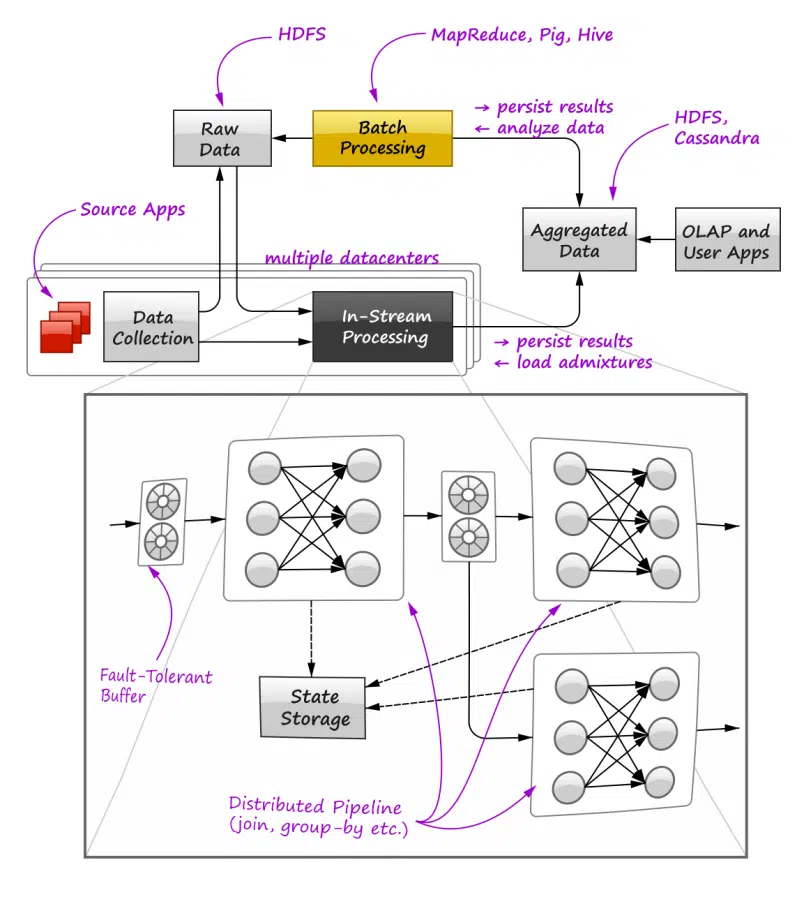 HDFS
MapReduce, Pig, Hive
Raw
Data
Batch
Processing
→ persist results
← analyze data
HDFS,
Cassandra
Source Apps
Aggregated
Data
OLAP and
User Apps
multiple datacenters
Data
Collection
In-Stream
Processing
→ persist results
← load admixtures
Fault-Tolerant
Buffer
State
Storage
Distributed Pipeline
(join, group-by etc.)